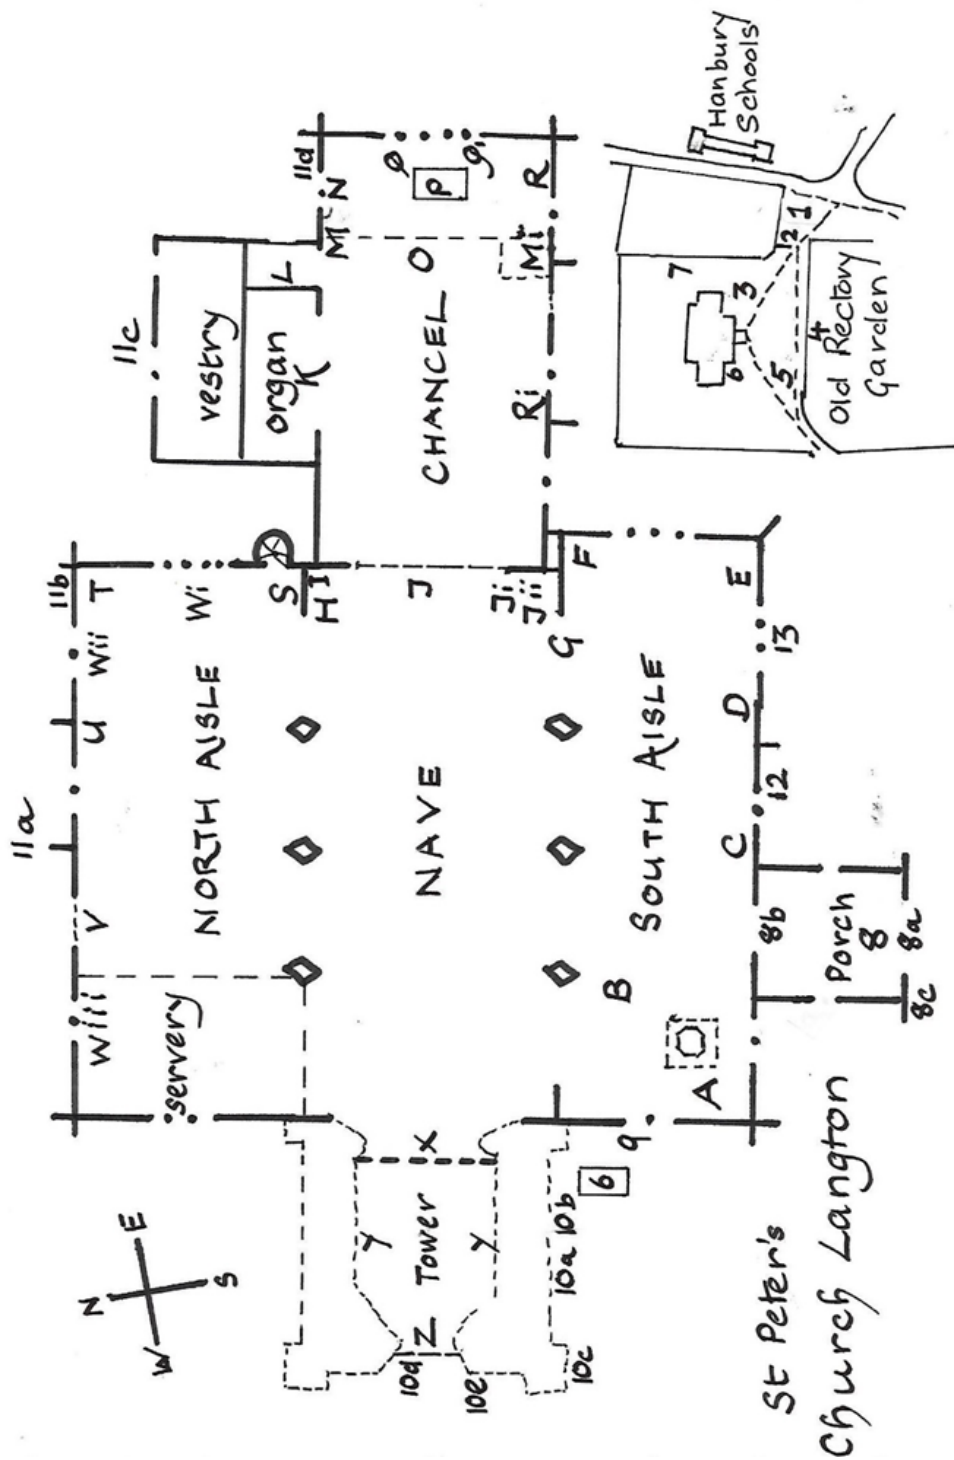 11a
11c
N
W E
S
Wiii V U Wii T 11b
servery
NORTH AISLE Wi
vestry
organ L
K
S
H I
M N 11d
10d Z Tower X
Y
Y
10e
NAVE
J
CHANCEL O
P
Q
Ji
Jii
Ri Mi R
10c 10a 10b
6
9
B
G F
A
SOUTH AISLE
C D E
8b 12 13
Porch
8
8c 8a
St Peter's
Church Langton
7
6 3 2 1
5 4
Old Rectory
Garden
Hanbury
Schools